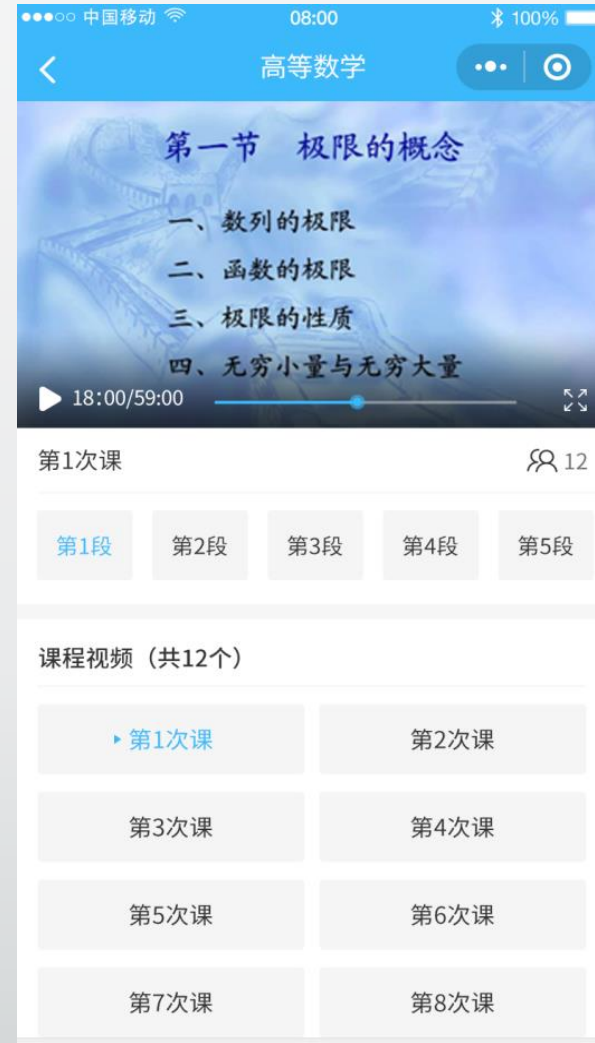 中国移动 08:00 100%
高等数学
第一节 极限的概念
一、数列的极限
二、函数的极限
三、极限的性质
四、无穷小量与无穷大量
18:00/59:00
第1次课 12
第1段 第2段 第3段 第4段 第5段
课程视频（共12个）
第1次课 第2次课
第3次课 第4次课
第5次课 第6次课
第7次课 第8次课